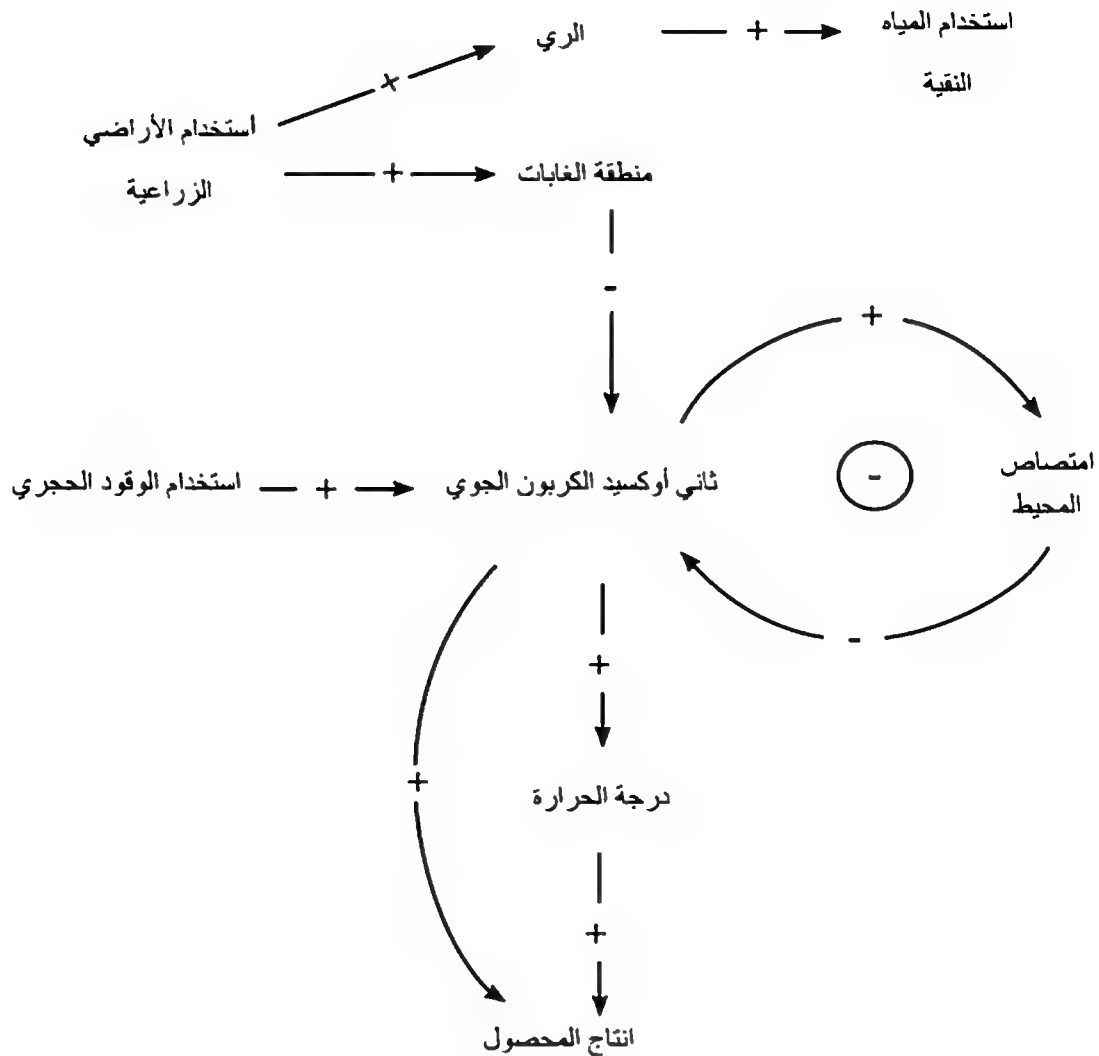 الري
+
استخدام المياه
النقية
+
أستخدام الأراضي
الزراعية
+
منطقة الغابات
-
+
امتصاص
المحيط
-
ثاني أوكسيد الكربون الجوي
+
استخدام الوقود الحجري
-
+
+
درجة الحرارة
+
انتاج المحصول